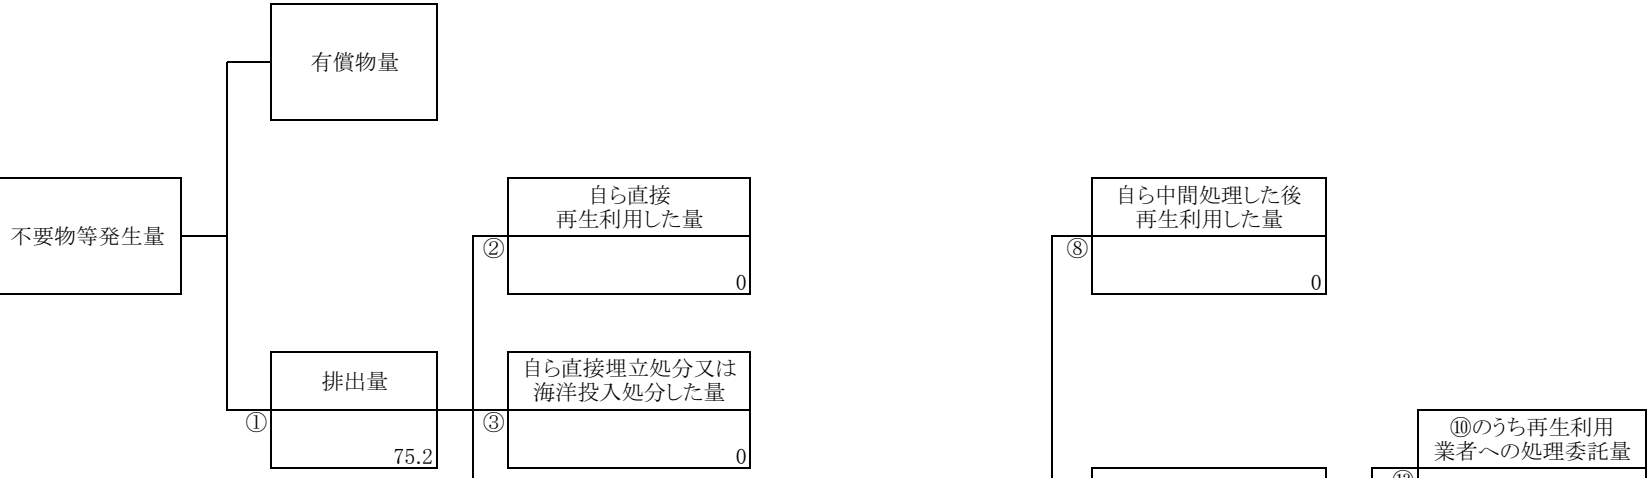 有償物量
不要物等発生量
自ら直接
再生利用した量
②
0
自ら中間処理した後
再生利用した量
⑧
0
排出量
①
75.2
自ら直接埋立処分又は
海洋投入処分した量
③
0
⑩のうち再生利用
業者への処理委託量